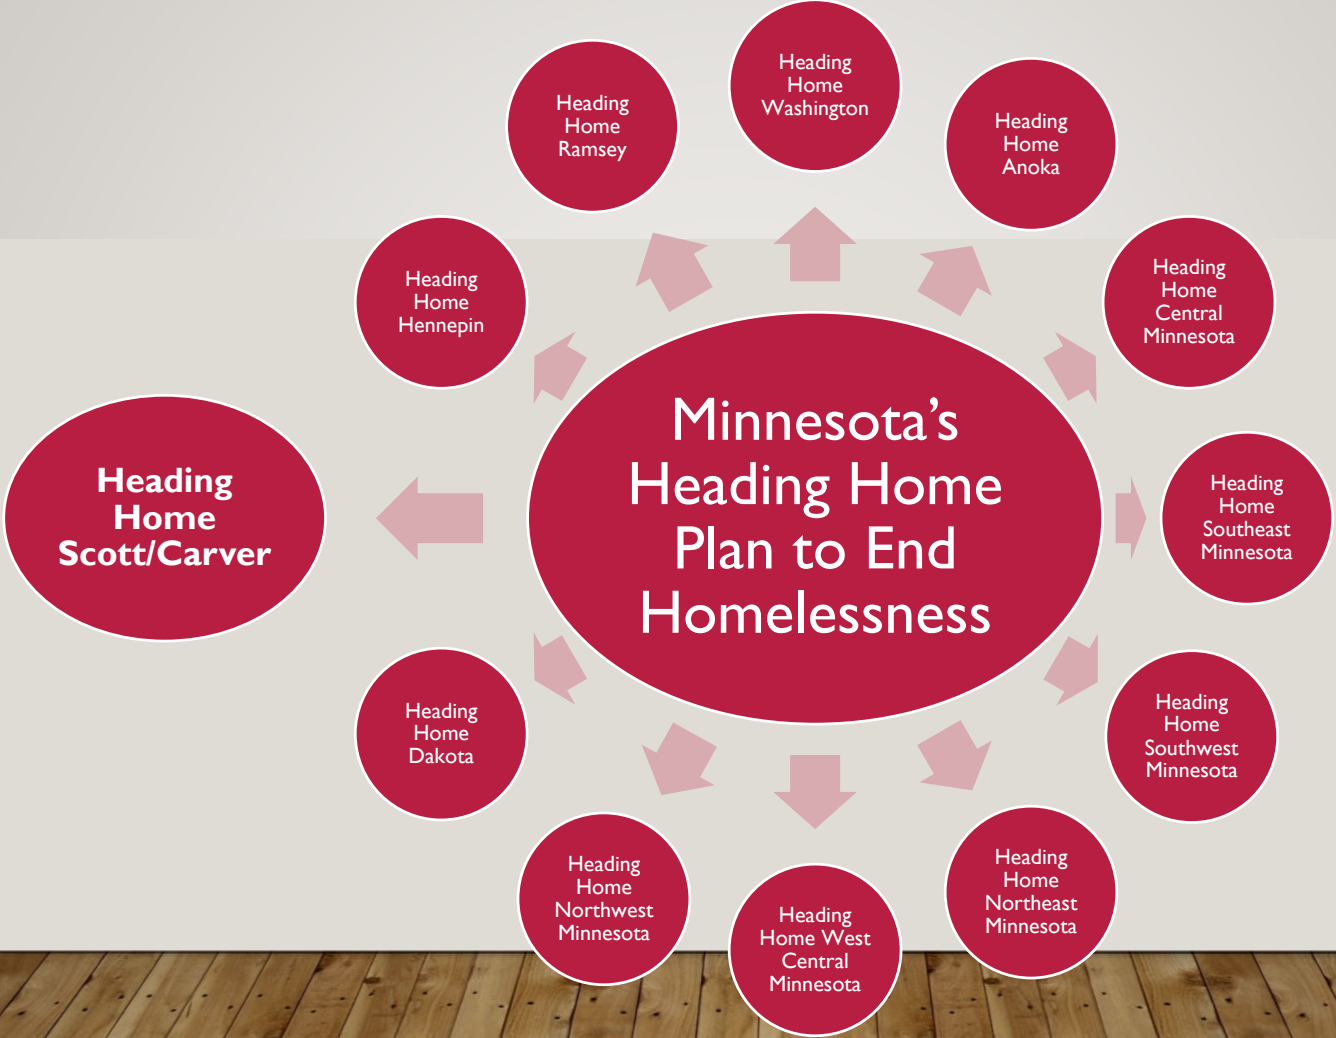 Heading
Home
Washington
Heading
Home
Ramsey
Heading
Home
Anoka
Heading
Home
Hennepin
Heading
Home
Central
Minnesota
Minnesota’s
Heading Home
Plan to End
Homelessness
Heading
Home
Scott/Carver
Heading
Home
Southeast
Minnesota
Heading
Home
Dakota
Heading
Home
Southwest
Minnesota
Heading
Home
Northwest
Minnesota
Heading
Home West
Central
Minnesota
Heading
Home
Northeast
Minnesota